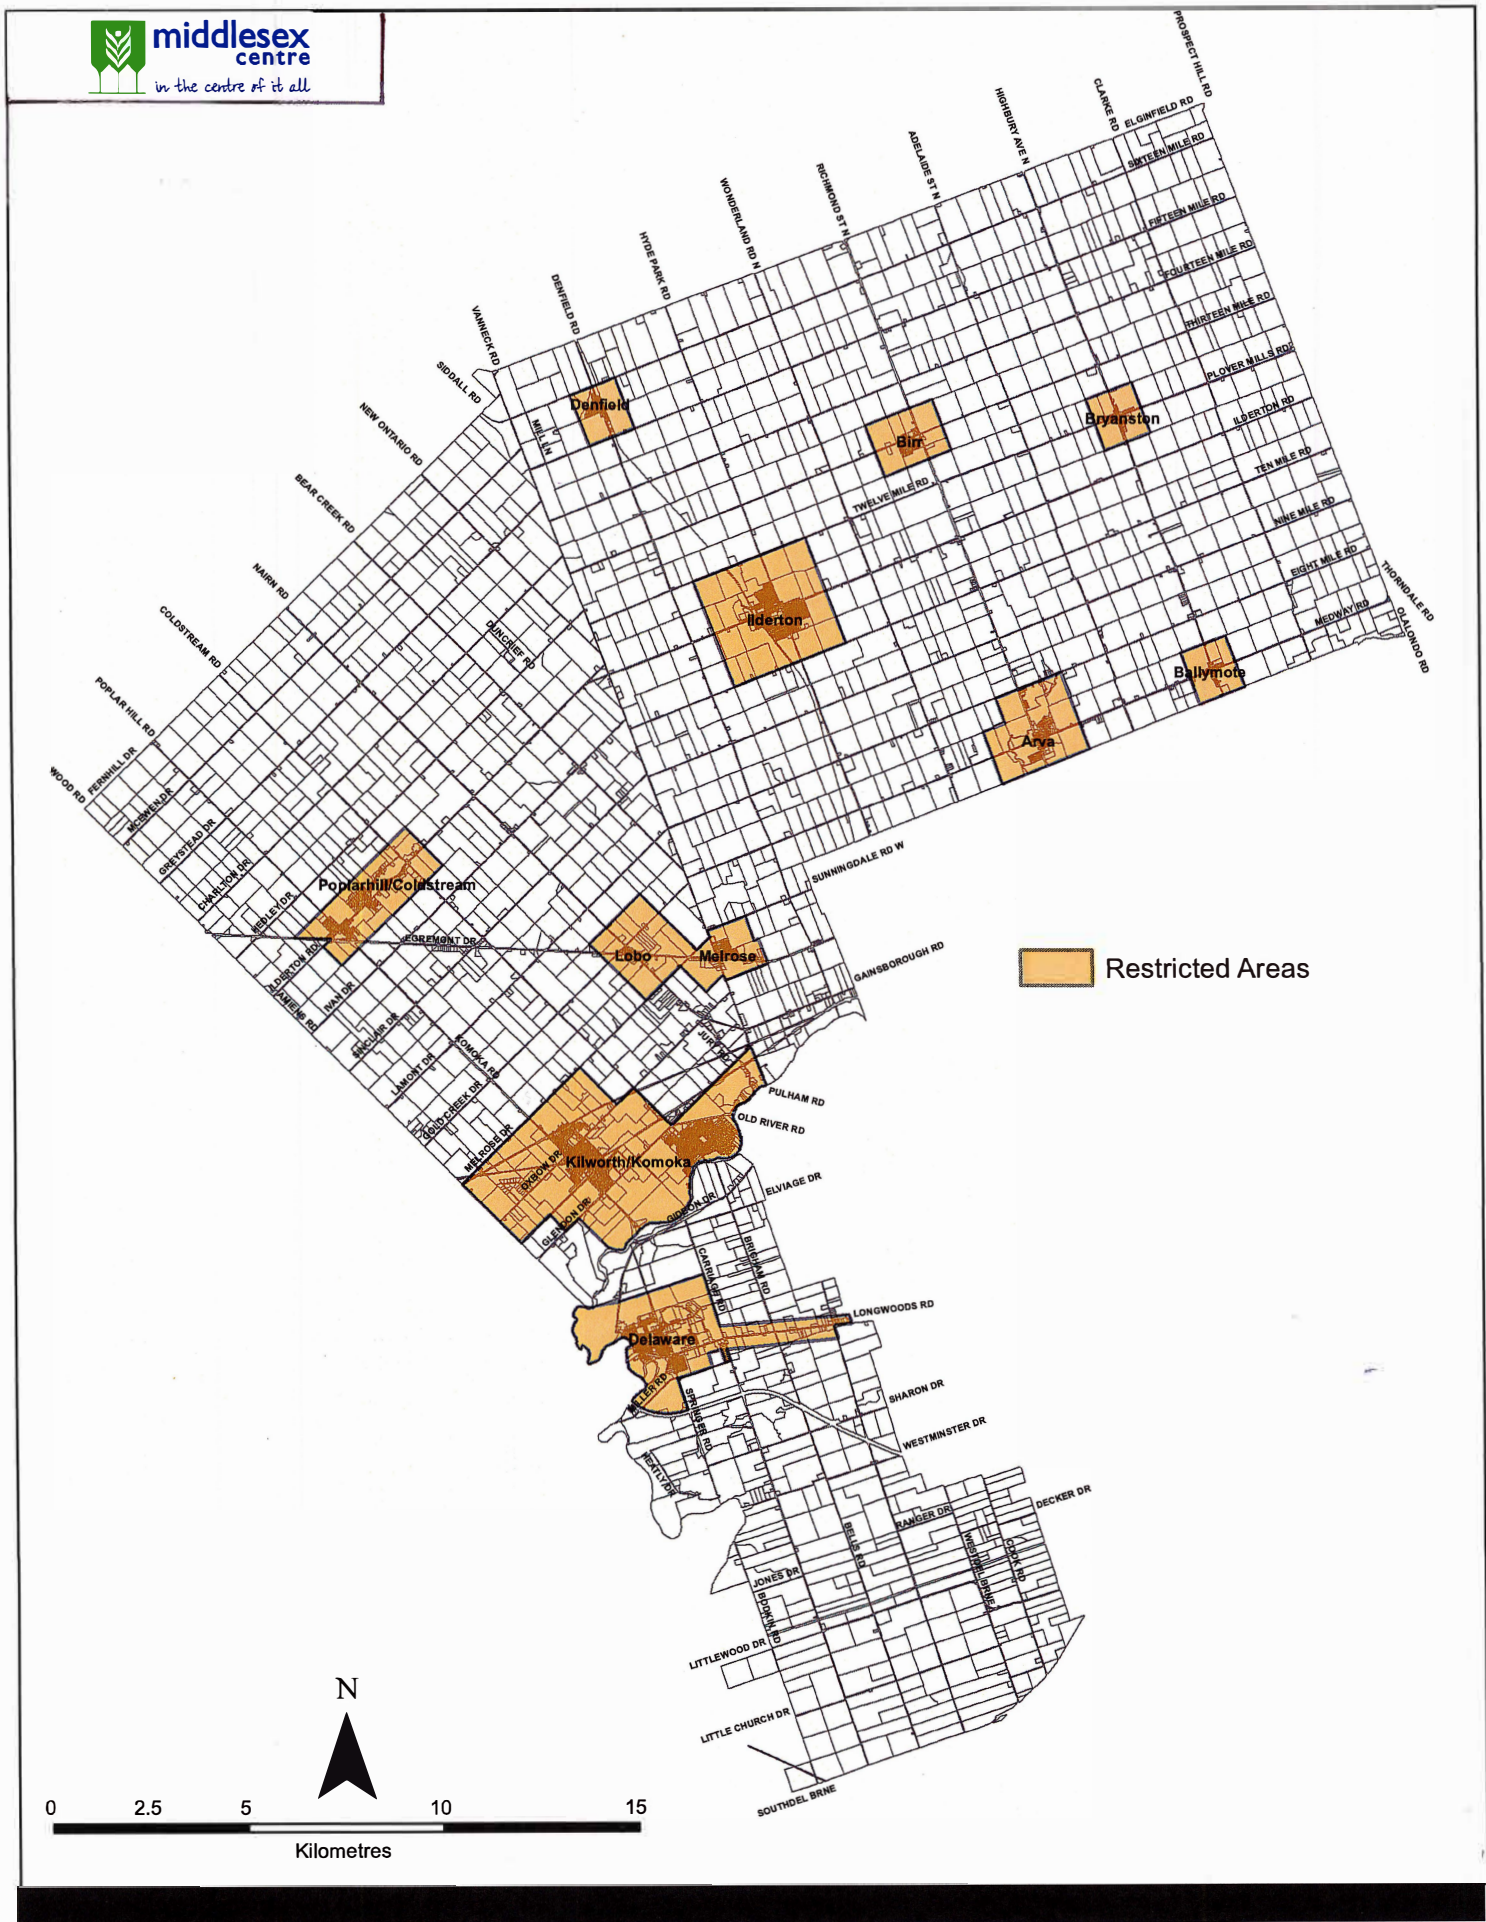 middlesex
centre
in the centre of it all
PROSPECT HILL RD
CLARKE RD
ELGINFIELD RD
HIGHBURY AVE N
SIXTEEN MILE RD
ADELAIDE ST N
RICHMOND ST N
WONDERLAND RD N
FIFTEEN MILE RD
HYDE PARK RD
FOURTEEN MILE RD
DENFIELD RD
THIRTEEN MILE RD
VANNECK RD
PLOVER MILLS RD
SIDDALL RD
Denfield
Bryanston
ILDERTON RD
NEW ONTARIO RD
MILL LN
Birr
TEN MILE RD
BEAR CREEK RD
TWELVE MILE RD
NINE MILE RD
NAIRN RD
EIGHT MILE RD
THORNDALE RD
COLDSTREAM RD
DUNCRIEF RD
Ilderton
MEDWAY RD
OLALONDO RD
POPLAR HILL RD
Ballymote
Arva
WOOD RD
FERNHILL DR
MCEWEN DR
GREYSTEAD DR
SUNNINGDALE RD W
CHARLTON DR
Poplarhill/Coldstream
HEDLEY DR
EGREMONT DR
Lobo
Melrose
GAINSBOROUGH RD
ILDERTON RD
Restricted Areas
AMIENS RD
IVAN DR
SINCLAIR DR
KOMOKA RD
JURY RD
LAMONT DR
GOLD CREEK DR
PULHAM RD
OLD RIVER RD
MELROSE DR
OXBOW DR
Kilworth/Komoka
ELVIAGE DR
GLENDON DR
GIDEON DR
CARRIAGE RD
BRIGHAM RD
LONGWOODS RD
Delaware
MILLER RD
SPRINGER RD
SHARON DR
WESTMINSTER DR
HEATLY DR
DECKER DR
RANGER DR
BELLS RD
WESTDEL BRNE
COOK RD
JONES DR
BODKIN RD
LITTLEWOOD DR
N
LITTLE CHURCH DR
SOUTHDEL BRNE
0 2.5 5 10 15
Kilometres